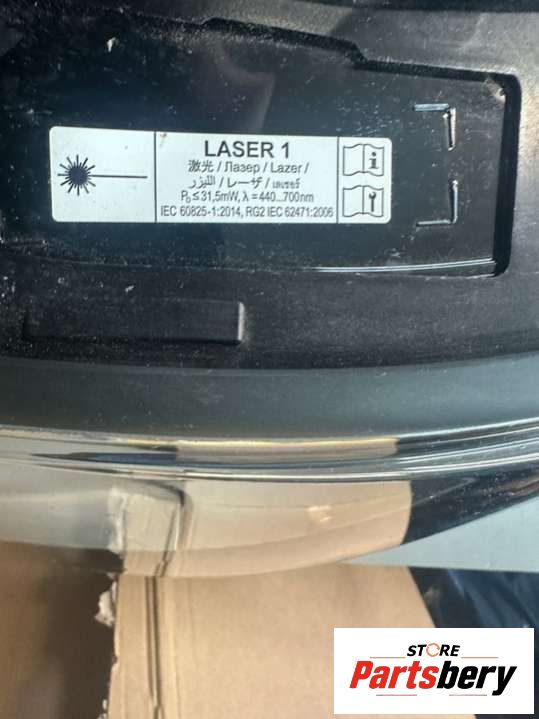 LASER 1
激光 / Лазер / Lazer /
الليزر / レーザ / เลเซอร์
P₀ ≤ 31,5mW, λ = 440...700nm
IEC 60825-1:2014, RG2 IEC 62471:2006
STORE
Partsbery